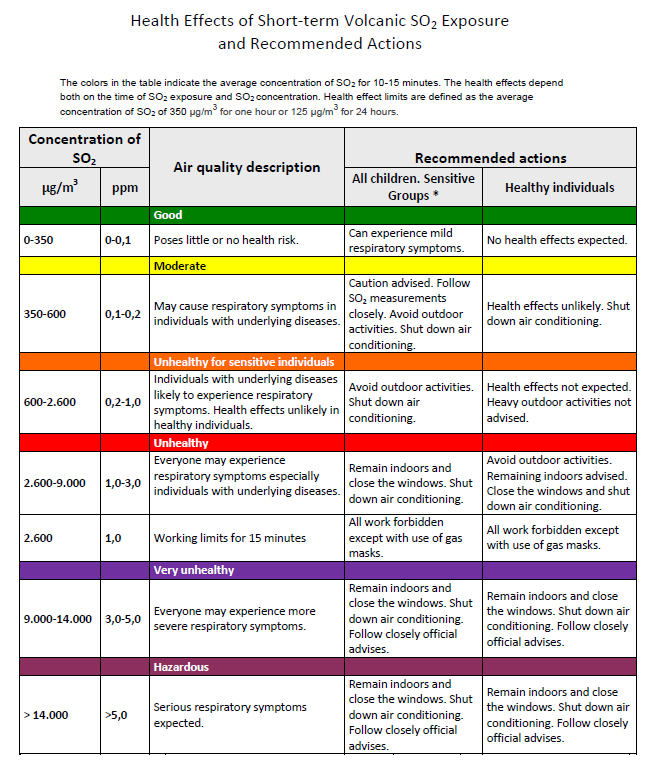 Health Effects of Short-term Volcanic SO₂ Exposure
and Recommended Actions
The colors in the table indicate the average concentration of SO₂ for 10-15 minutes. The health effects depend
both on the time of SO₂ exposure and SO₂ concentration. Health effect limits are defined as the average
concentration of SO₂ of 350 µg/m³ for one hour or 125 µg/m³ for 24 hours.
Concentration of
SO₂
Air quality description
Recommended actions
µg/m³
ppm
All children. Sensitive
Groups *
Healthy individuals
Good
0-350
0-0,1
Poses little or no health risk.
Can experience mild
respiratory symptoms.
No health effects expected.
Moderate
350-600
0,1-0,2
May cause respiratory symptoms in
individuals with underlying diseases.
Caution advised. Follow
SO₂ measurements
closely. Avoid outdoor
activities. Shut down air
conditioning.
Health effects unlikely. Shut
down air conditioning.
Unhealthy for sensitive individuals
600-2.600
0,2-1,0
Individuals with underlying diseases
likely to experience respiratory
symptoms. Health effects unlikely in
healthy individuals.
Avoid outdoor activities.
Shut down air
conditioning.
Health effects not expected.
Heavy outdoor activities not
advised.
Unhealthy
2.600-9.000
1,0-3,0
Everyone may experience
respiratory symptoms especially
individuals with underlying diseases.
Remain indoors and
close the windows. Shut
down air conditioning.
Avoid outdoor activities.
Remaining indoors advised.
Close the windows and shut
down air conditioning.
2.600
1,0
Working limits for 15 minutes
All work forbidden
except with use of gas
masks.
All work forbidden except
with use of gas masks.
Very unhealthy
9.000-14.000
3,0-5,0
Everyone may experience more
severe respiratory symptoms.
Remain indoors and
close the windows. Shut
down air conditioning.
Follow closely official
advises.
Remain indoors and close
the windows. Shut down air
conditioning. Follow closely
official advises.
Hazardous
> 14.000
>5,0
Serious respiratory symptoms
expected.
Remain indoors and
close the windows. Shut
down air conditioning.
Follow closely official
advises.
Remain indoors and close
the windows. Shut down air
conditioning. Follow closely
official advises.